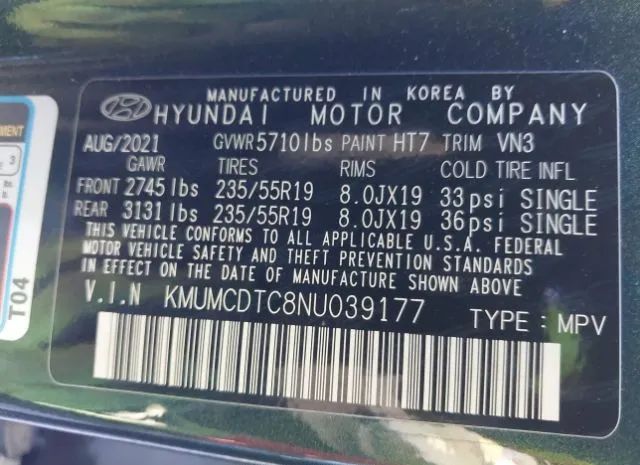 MANUFACTURED IN KOREA BY
HYUNDAI MOTOR COMPANY
AUG/2021 GVWR 5710lbs PAINT HT7 TRIM VN3
GAWR TIRES RIMS COLD TIRE INFL
FRONT 2745lbs 235/55R19 8.0JX19 33psi SINGLE
REAR 3131lbs 235/55R19 8.0JX19 36psi SINGLE
THIS VEHICLE CONFORMS TO ALL APPLICABLE U.S.A. FEDERAL
MOTOR VEHICLE SAFETY AND THEFT PREVENTION STANDARDS
IN EFFECT ON THE DATE OF MANUFACTURE SHOWN ABOVE.
V.I.N KMUMCDTC8NU039177 TYPE : MPV
3
T04